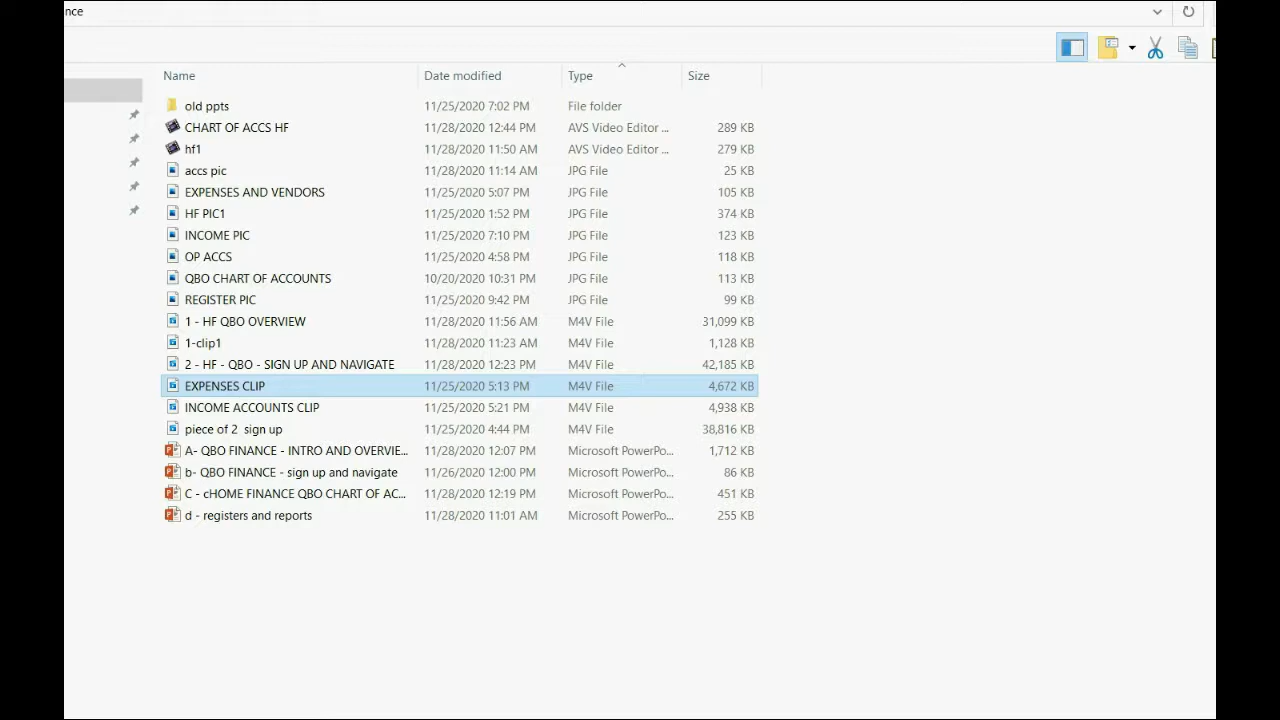 nce
Name Date modified Type Size
old ppts 11/25/2020 7:02 PM File folder
CHART OF ACCS HF 11/28/2020 12:44 PM AVS Video Editor ... 289 KB
hf1 11/28/2020 11:50 AM AVS Video Editor ... 279 KB
accs pic 11/28/2020 11:14 AM JPG File 25 KB
EXPENSES AND VENDORS 11/25/2020 5:07 PM JPG File 105 KB
HF PIC1 11/25/2020 1:52 PM JPG File 374 KB
INCOME PIC 11/25/2020 7:10 PM JPG File 123 KB
OP ACCS 11/25/2020 4:58 PM JPG File 118 KB
QBO CHART OF ACCOUNTS 10/20/2020 10:31 PM JPG File 113 KB
REGISTER PIC 11/25/2020 9:42 PM JPG File 99 KB
1 - HF QBO OVERVIEW 11/28/2020 11:56 AM M4V File 31,099 KB
1-clip1 11/28/2020 11:23 AM M4V File 1,128 KB
2 - HF - QBO - SIGN UP AND NAVIGATE 11/28/2020 12:23 PM M4V File 42,185 KB
EXPENSES CLIP 11/25/2020 5:13 PM M4V File 4,672 KB
INCOME ACCOUNTS CLIP 11/25/2020 5:21 PM M4V File 4,938 KB
piece of 2 sign up 11/25/2020 4:44 PM M4V File 38,816 KB
A- QBO FINANCE - INTRO AND OVERVIE... 11/28/2020 12:07 PM Microsoft PowerPo... 1,712 KB
b- QBO FINANCE - sign up and navigate 11/26/2020 12:00 PM Microsoft PowerPo... 86 KB
C - cHOME FINANCE QBO CHART OF AC... 11/28/2020 12:19 PM Microsoft PowerPo... 451 KB
d - registers and reports 11/28/2020 11:01 AM Microsoft PowerPo... 255 KB